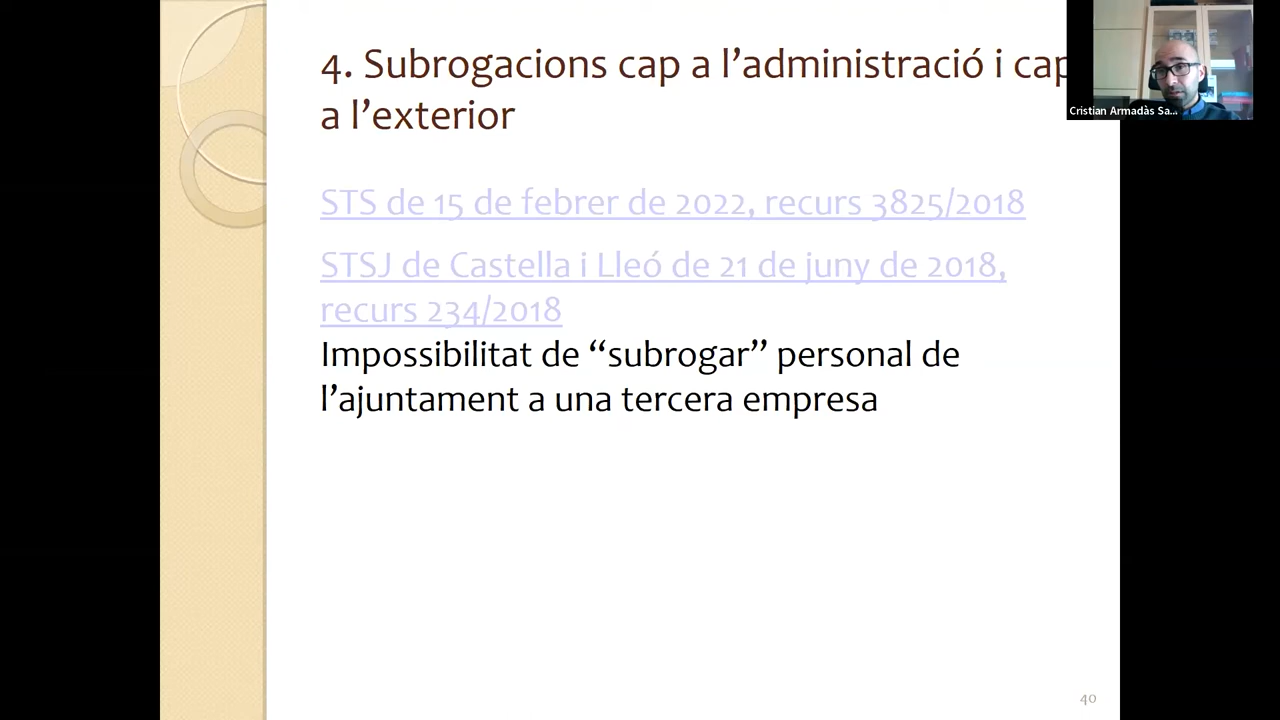 4. Subrogacions cap a l’administració i cap
a l’exterior
Cristian Armadàs Sa...
STS de 15 de febrer de 2022, recurs 3825/2018
STSJ de Castella i Lleó de 21 de juny de 2018,
recurs 234/2018
Impossibilitat de “subrogar” personal de
l’ajuntament a una tercera empresa
40